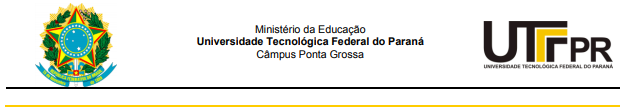 Ministério da Educação
Universidade Tecnológica Federal do Paraná
Câmpus Ponta Grossa
UTFPR
UNIVERSIDADE TECNOLÓGICA FEDERAL DO PARANÁ